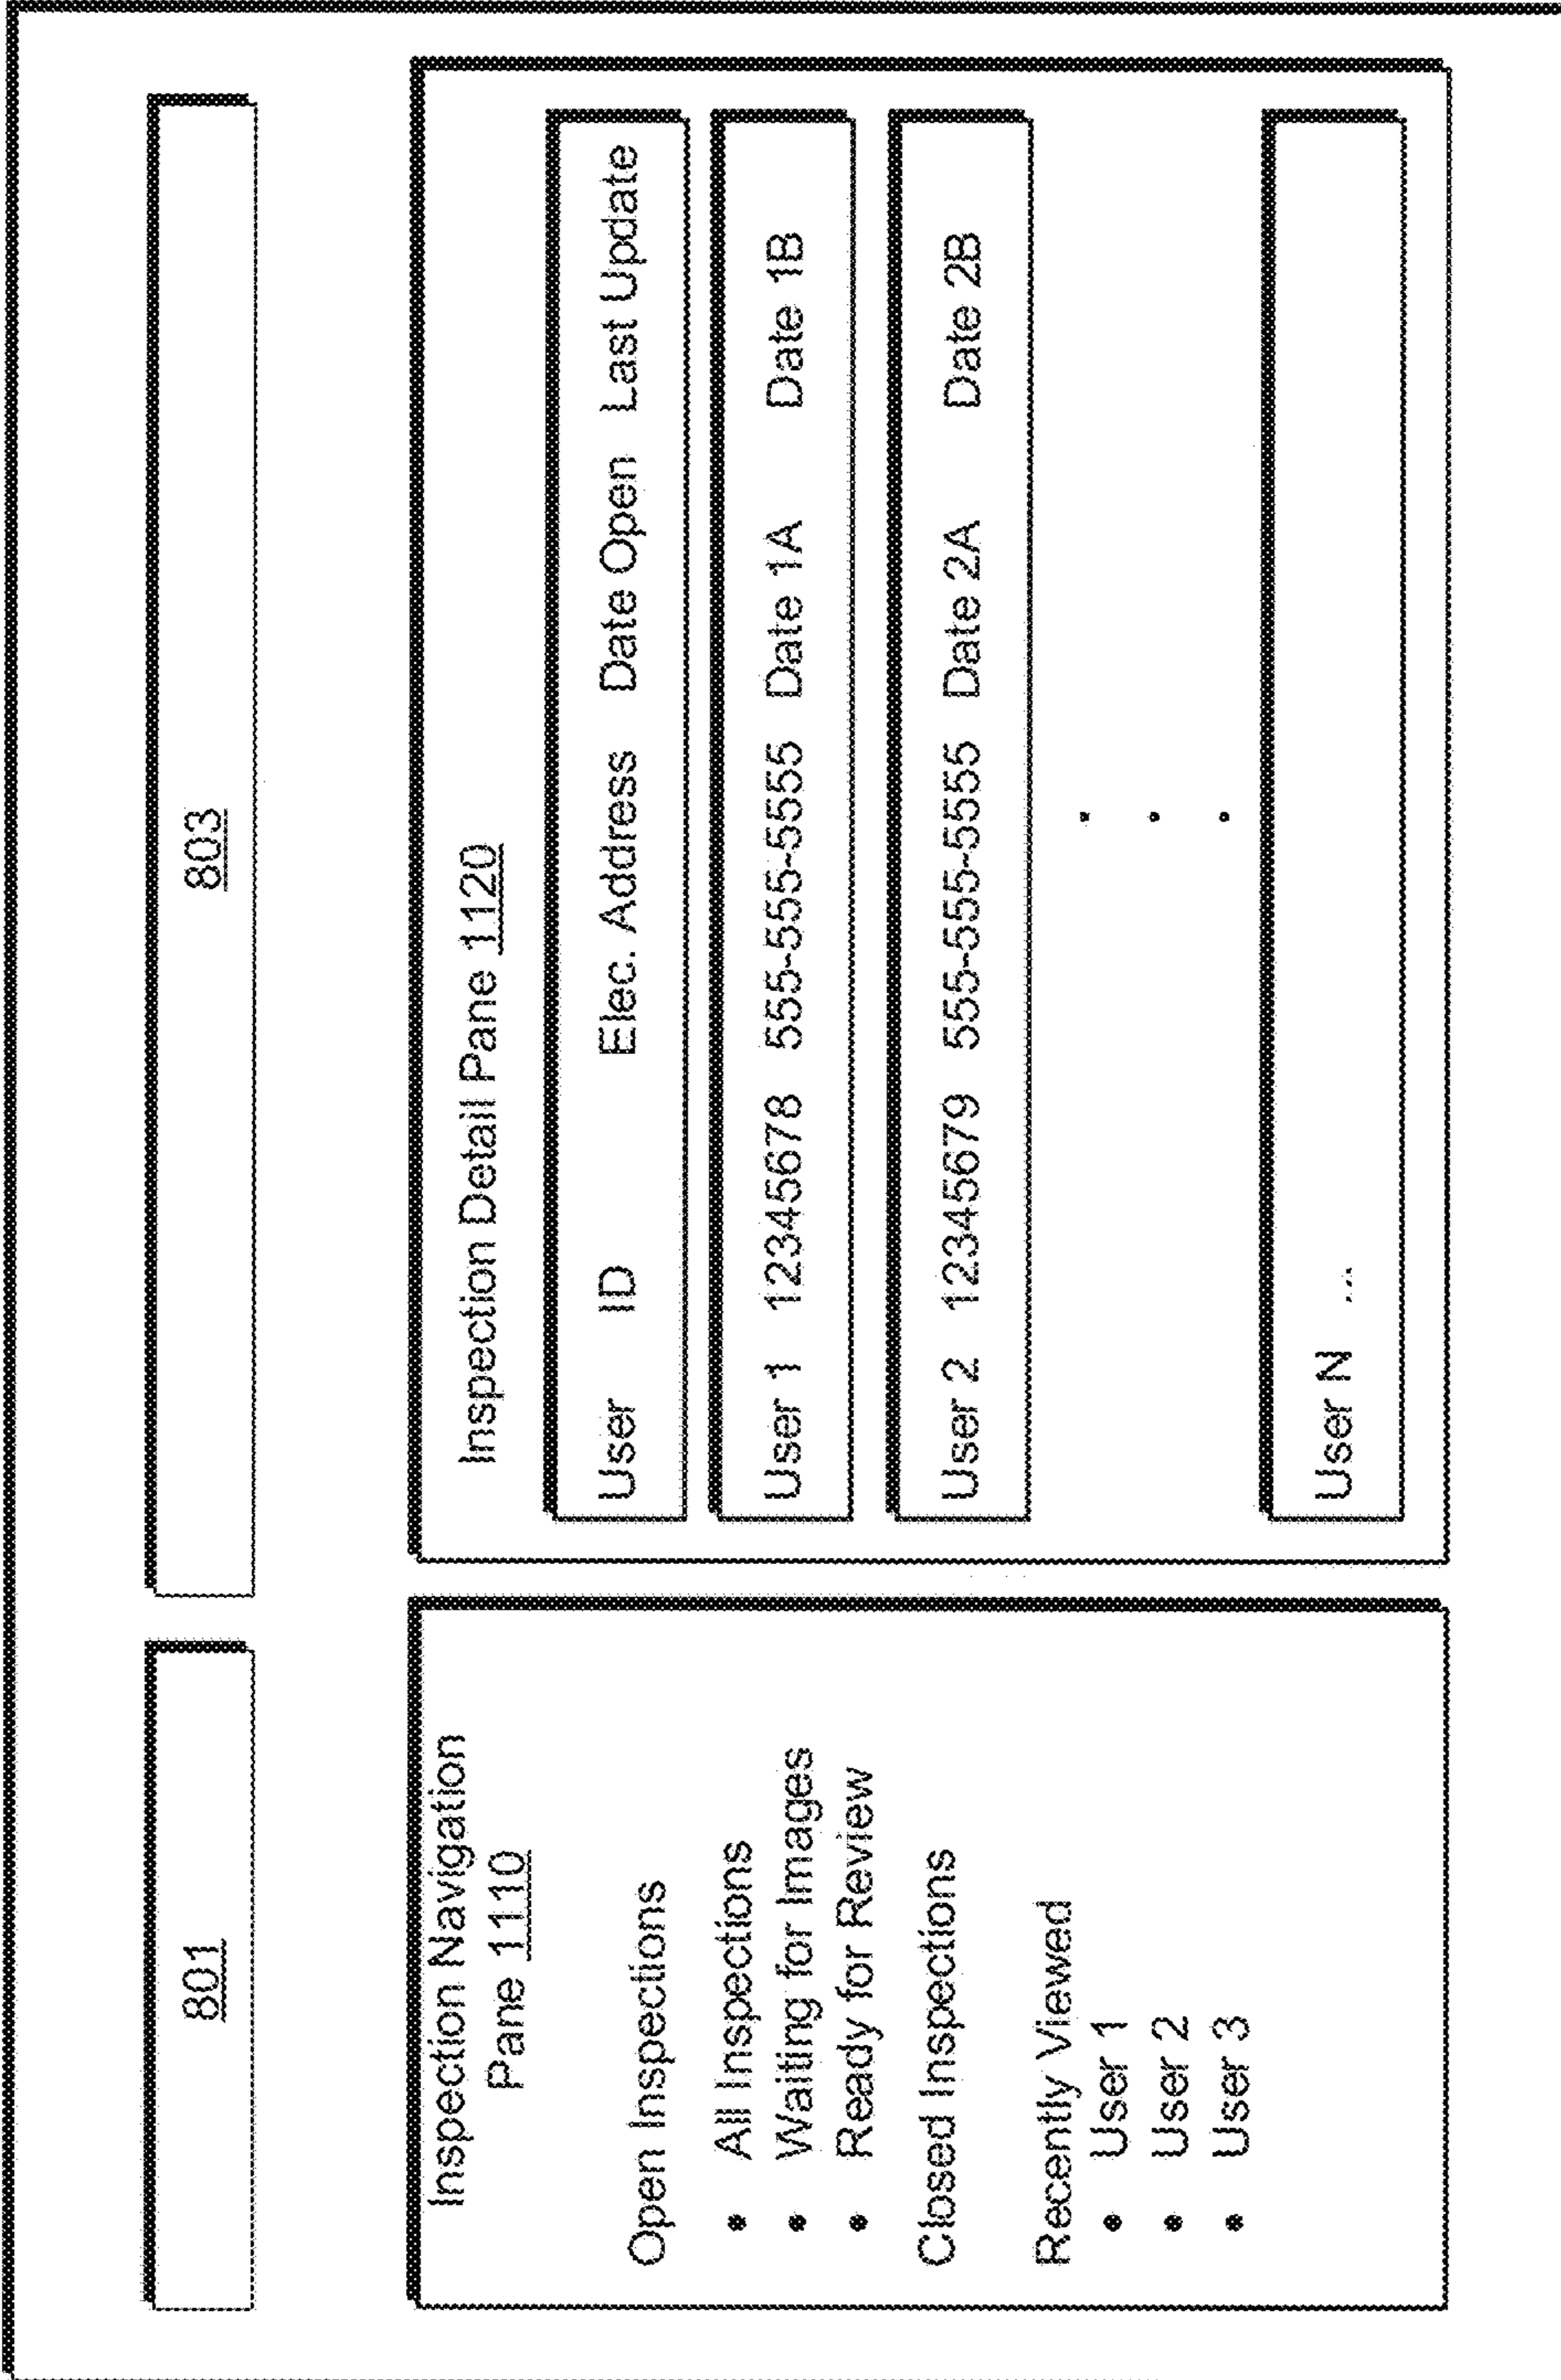 801
803
Inspection Navigation
Pane 1110
Open Inspections
• All Inspections
• Waiting for Images
• Ready for Review
Closed Inspections
Recently Viewed
• User 1
• User 2
• User 3
Inspection Detail Pane 1120
User ID Elec. Address Date Open Last Update
User 1 12345678 555-555-5555 Date 1A Date 1B
User 2 12345679 555-555-5555 Date 2A Date 2B
User N ...